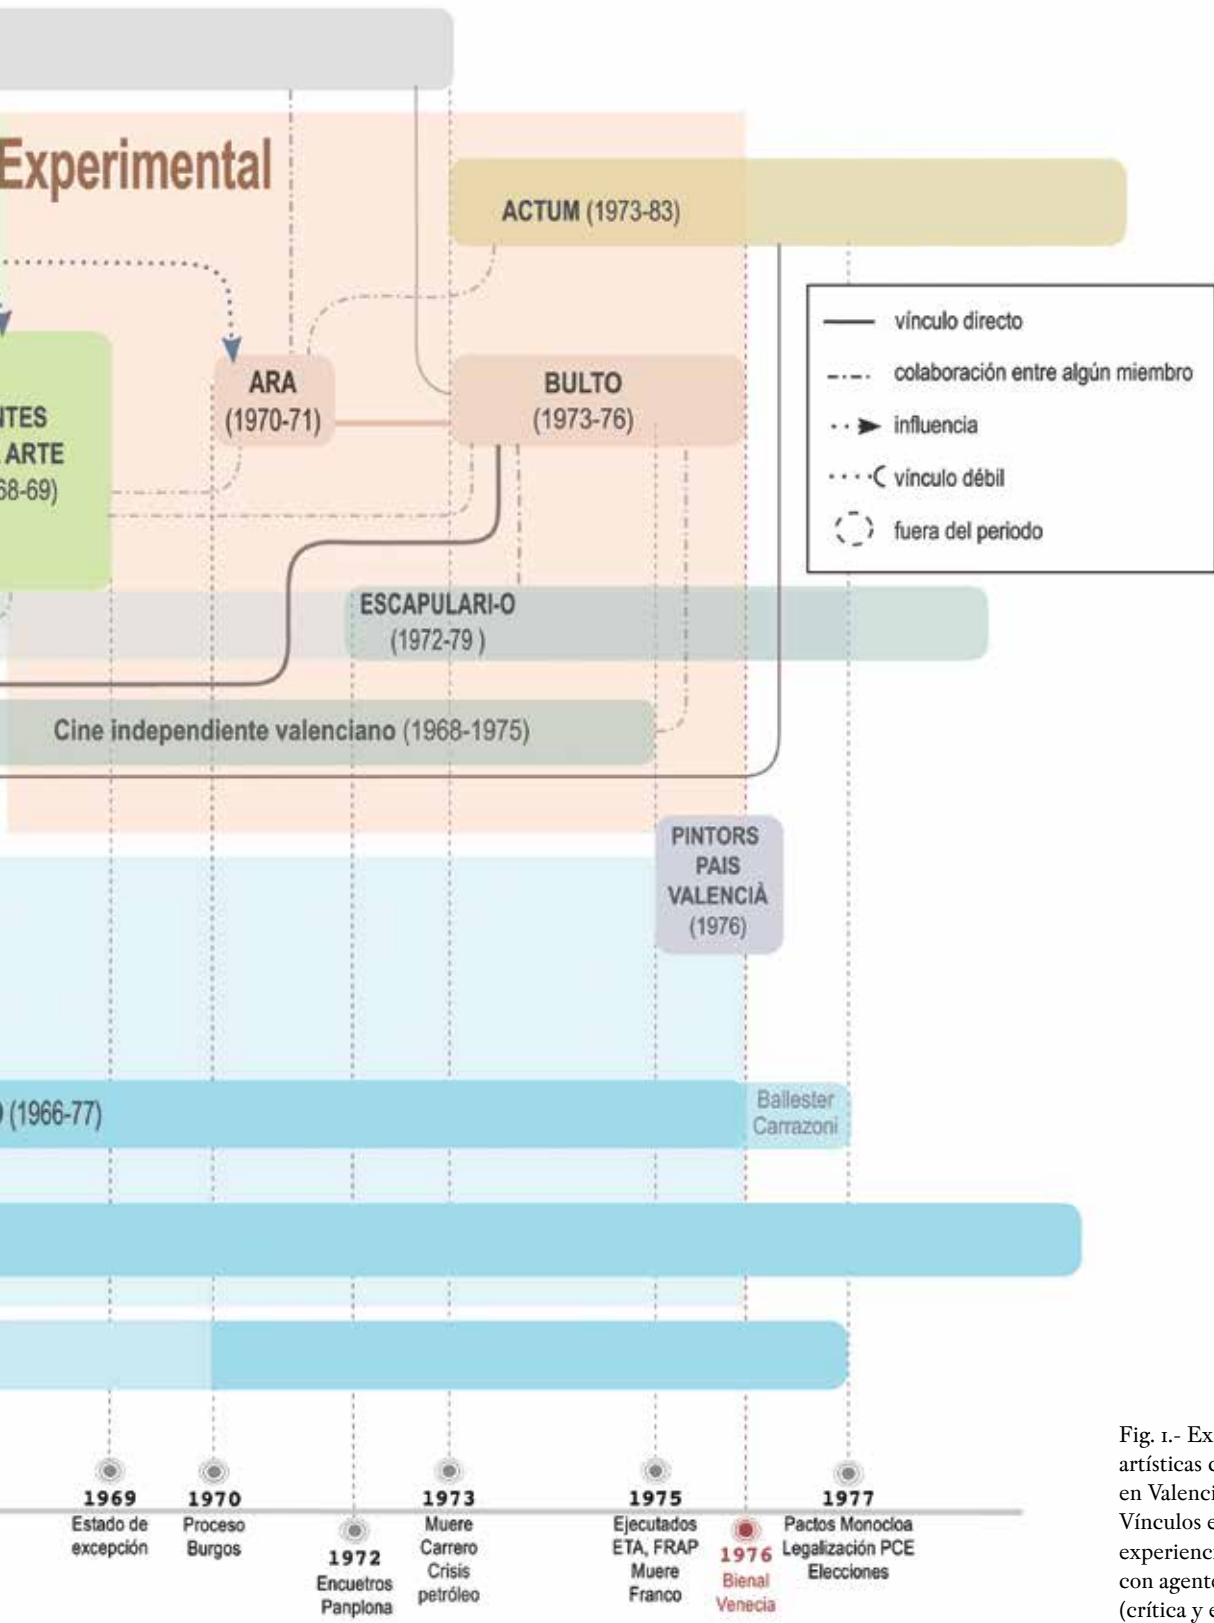 Experimental
ACTUM (1973-83)
vínculo directo
colaboración entre algún miembro
influencia
vínculo débil
fuera del periodo
ARA
(1970-71)
BULTO
(1973-76)
NTES
ARTE
68-69)
ESCAPULARI-O
(1972-79 )
Cine independiente valenciano (1968-1975)
PINTORS
PAIS
VALENCIÀ
(1976)
(1966-77)
Ballester
Carrazoni
1969
Estado de
excepción
1970
Proceso
Burgos
1972
Encuetros
Panplona
1973
Muere
Carrero
Crisis
petróleo
1975
Ejecutados
ETA, FRAP
Muere
Franco
1976
Bienal
Venecia
1977
Pactos Monocloa
Legalización PCE
Elecciones
Fig. 1.- Ex
artísticas
en Valenci
Vínculos e
experienc
con agent
(crítica y e